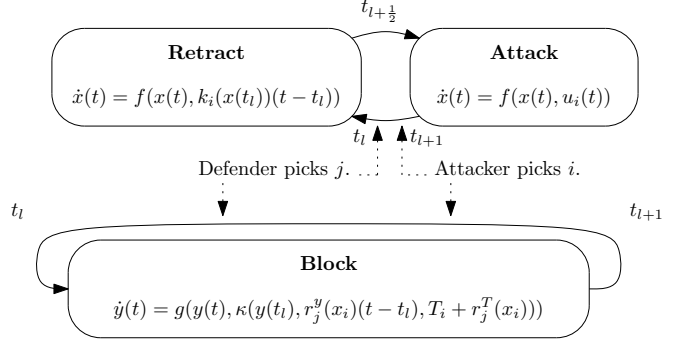 t_{l+\frac{1}{2}}
Retract Attack
ẋ(t) = f(x(t), k_i(x(t_l))(t − t_l)) ẋ(t) = f(x(t), u_i(t))
t_l t_{l+1}
Defender picks j. Attacker picks i.
t_l t_{l+1}
Block
ẏ(t) = g(y(t), κ(y(t_l), r_j^y(x_i)(t − t_l), T_i + r_j^T(x_i)))